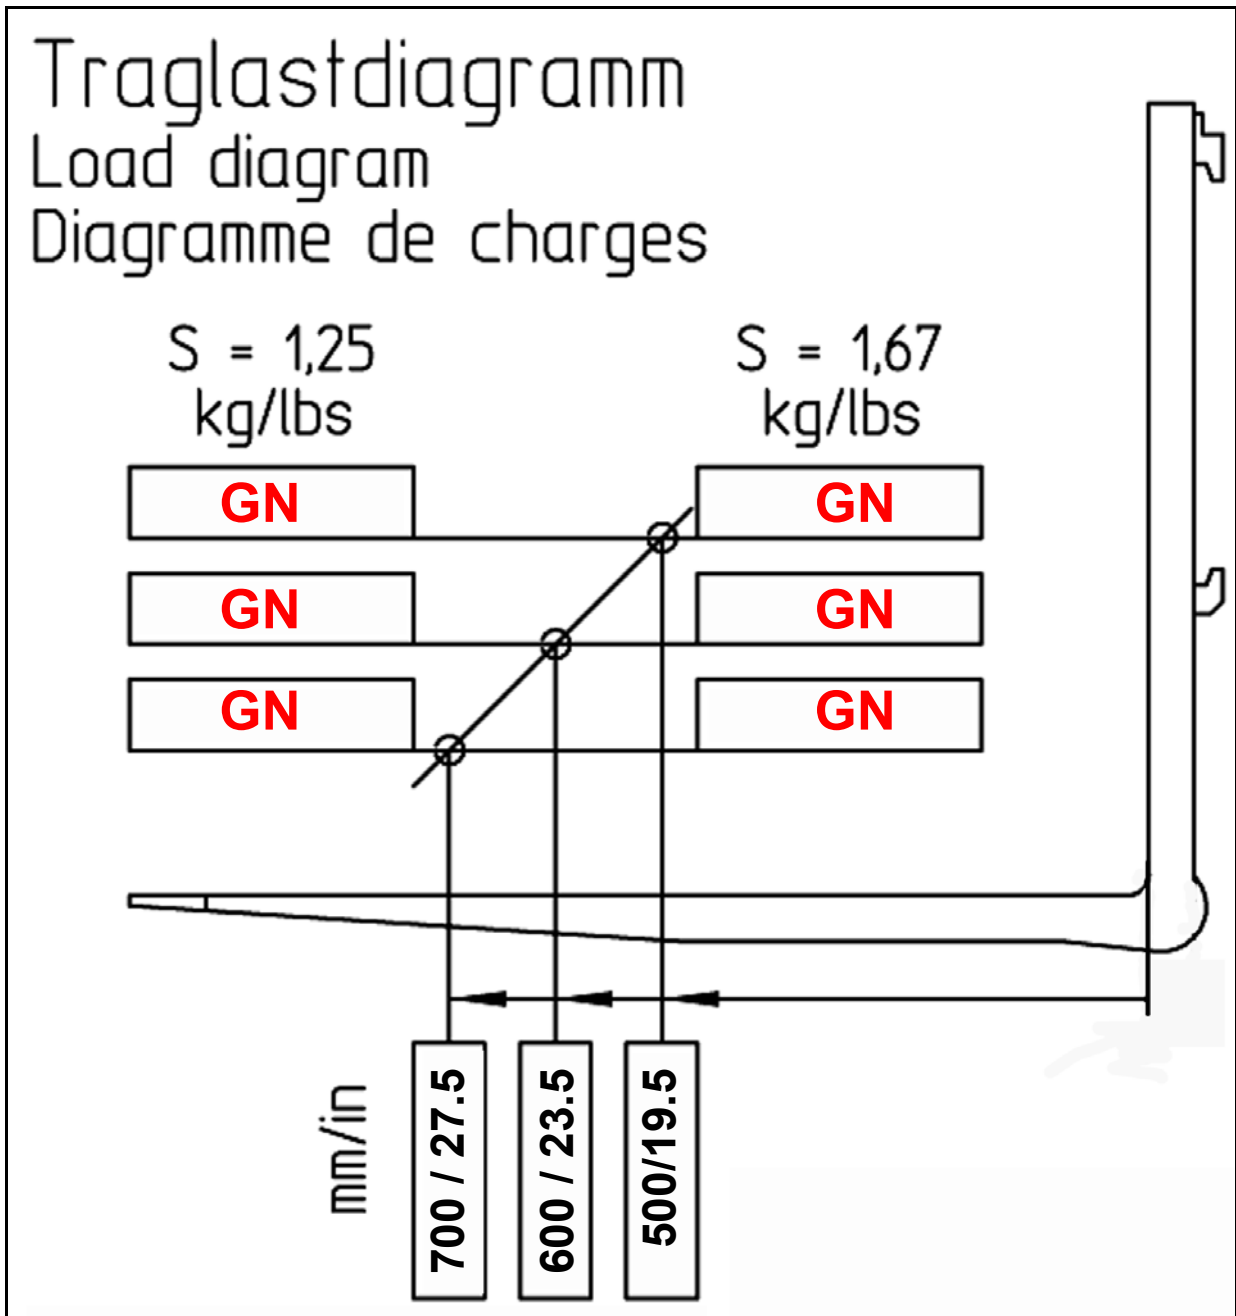 Traglastdiagramm
Load diagram
Diagramme de charges
S = 1,25
kg/lbs
S = 1,67
kg/lbs
GN
GN
GN
GN
GN
GN
mm/in
700 / 27.5
600 / 23.5
500/19.5